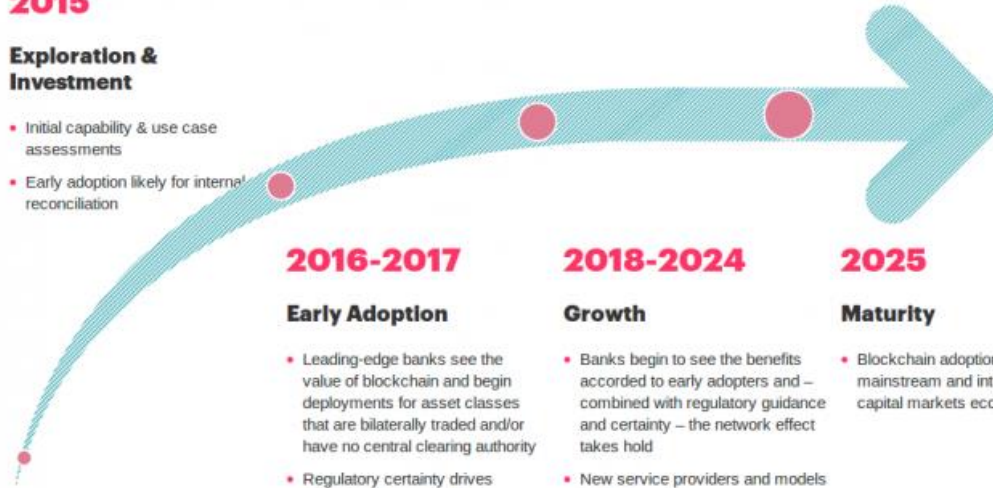 2015
Exploration &
Investment
• Initial capability & use case
assessments
• Early adoption likely for internal
reconciliation
2016-2017
Early Adoption
• Leading-edge banks see the
value of blockchain and begin
deployments for asset classes
that are bilaterally traded and/or
have no central clearing authority
• Regulatory certainty drives
2018-2024
Growth
• Banks begin to see the benefits
accorded to early adopters and –
combined with regulatory guidance
and certainty – the network effect
takes hold
• New service providers and models
2025
Maturity
• Blockchain adoption
mainstream and
capital markets